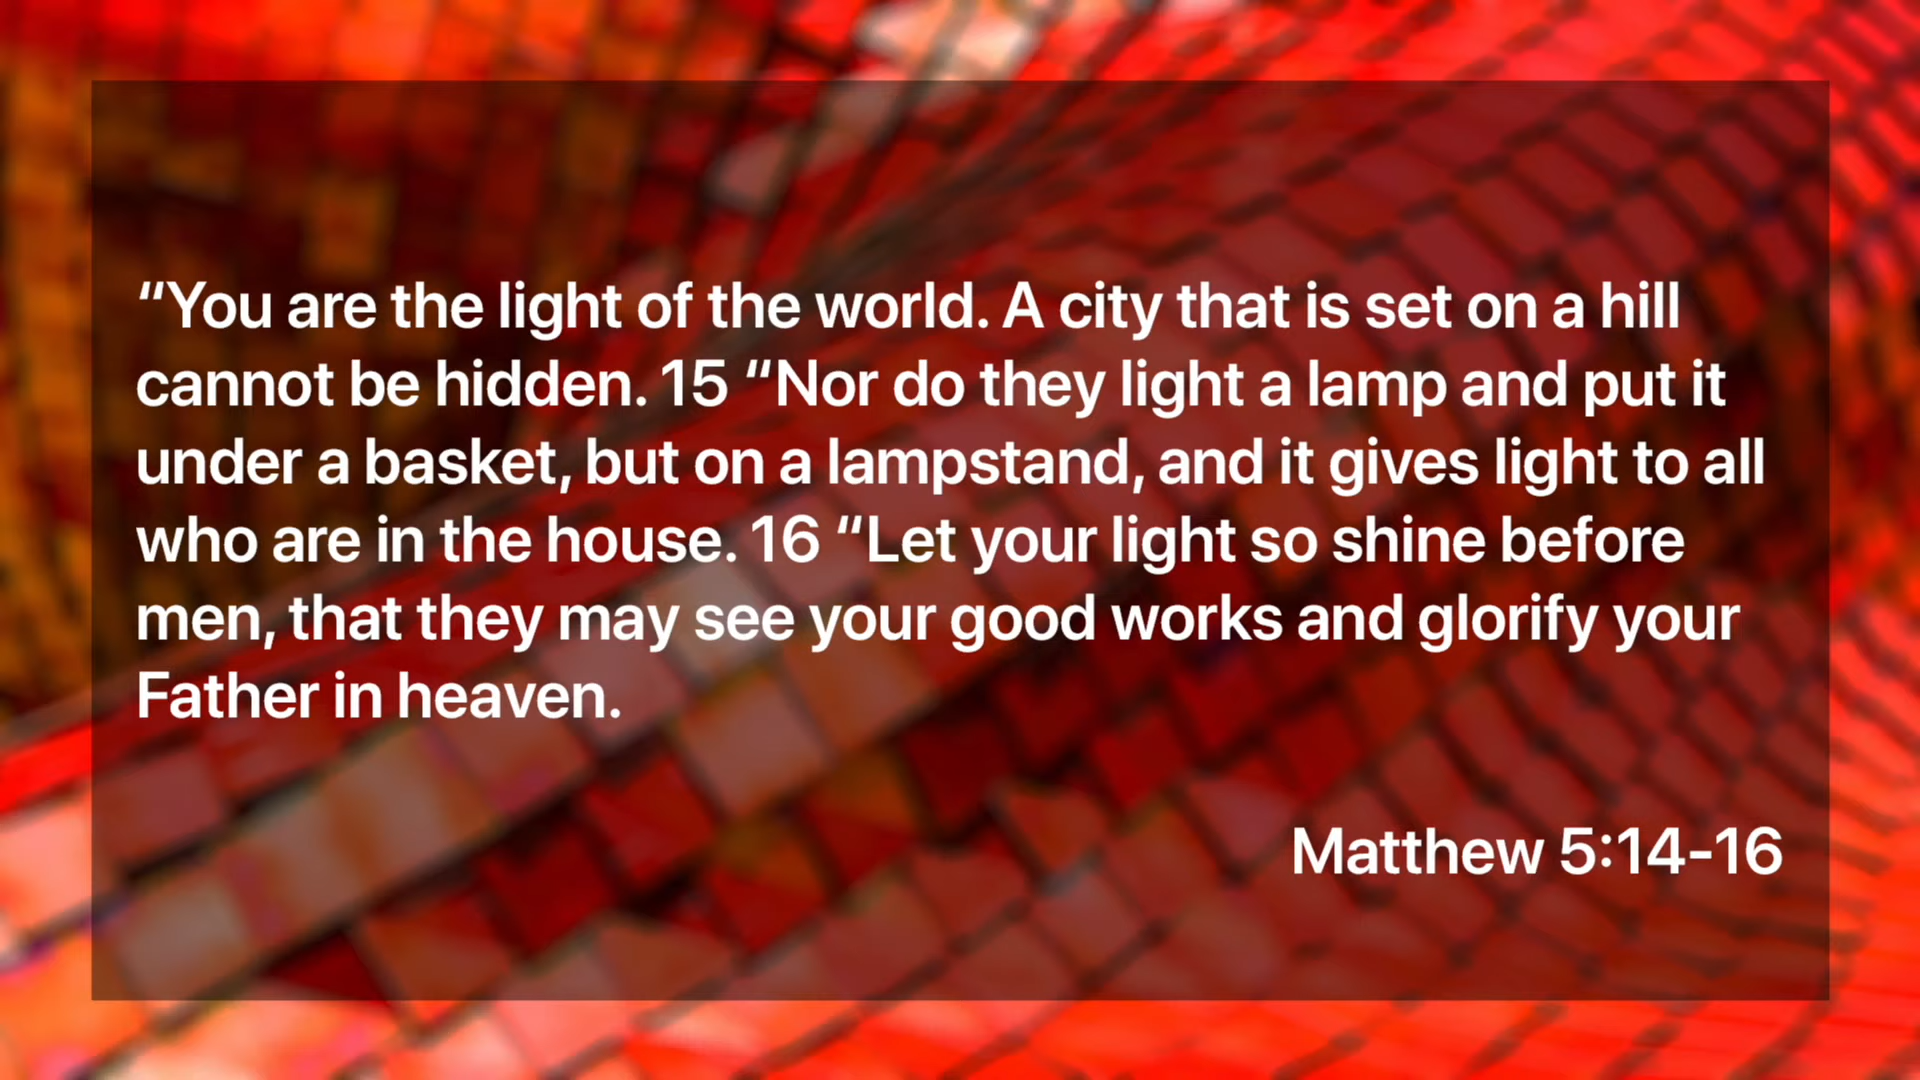 “You are the light of the world. A city that is set on a hill
cannot be hidden. 15 “Nor do they light a lamp and put it
under a basket, but on a lampstand, and it gives light to all
who are in the house. 16 “Let your light so shine before
men, that they may see your good works and glorify your
Father in heaven.
Matthew 5:14-16